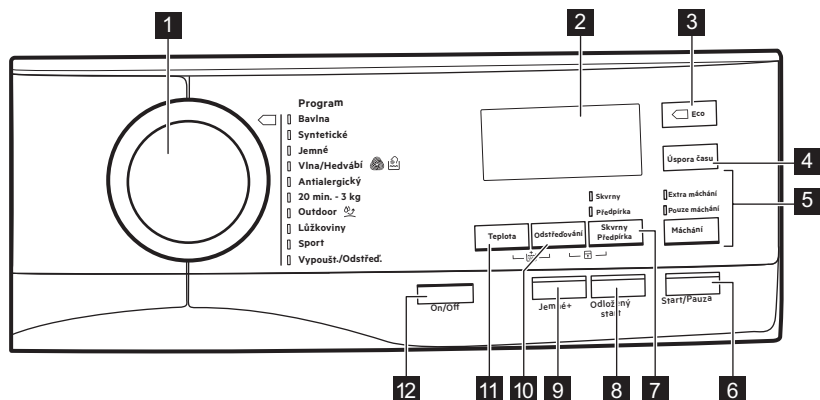 1
2
3
Program
Bavlna
Syntetické
Jemné
Vlna/Hedvábí
Antialergický
20 min. - 3 kg
Outdoor
Lůžkoviny
Sport
Vypoušt./Odstřeď.
Eco
Úspora času
4
Extra máchání
Pouze máchání
Máchání
5
Skvrny
Předpírka
Teplota
Odstřeďování
Skvrny
Předpírka
On/Off
Jemné+
Odložený
start
Start/Pauza
12
11
10
9
8
7
6